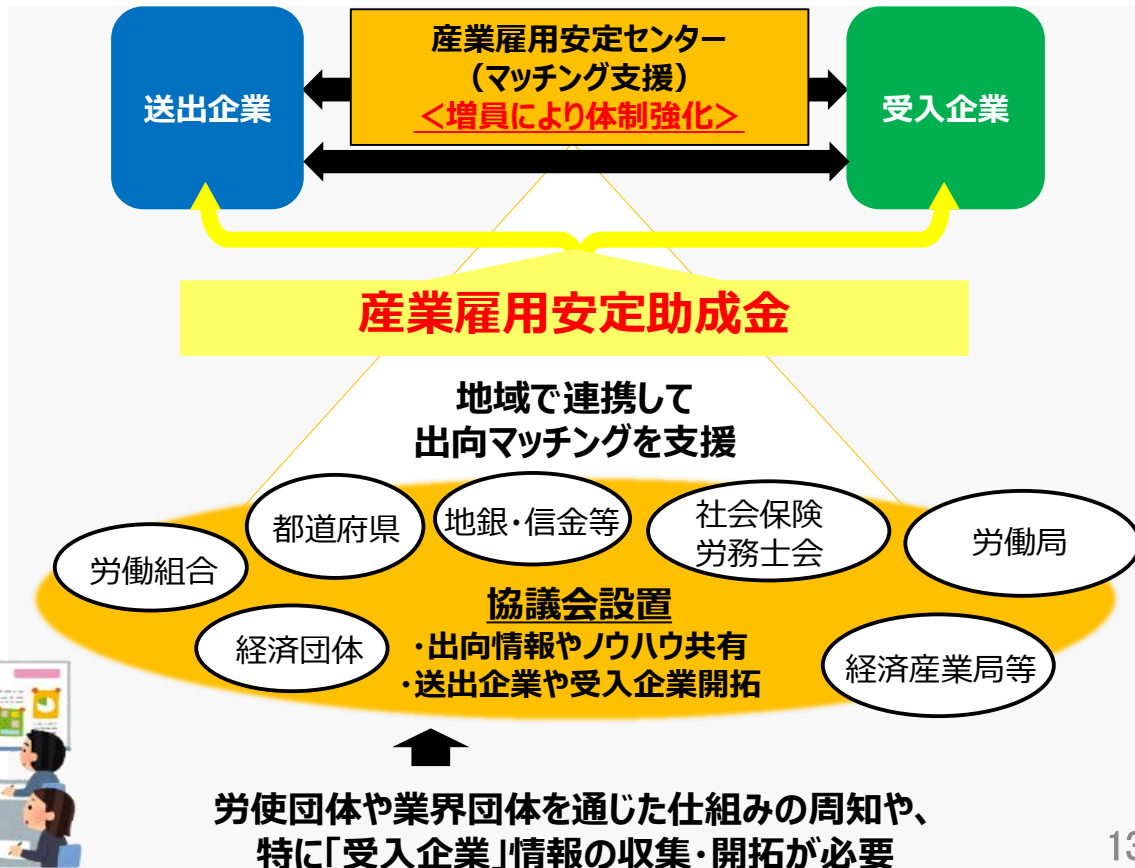 産業雇用安定センター
（マッチング支援）
＜増員により体制強化＞
送出企業
受入企業
産業雇用安定助成金
地域で連携して
出向マッチングを支援
労働組合
都道府県
地銀・信金等
社会保険
労務士会
労働局
経済団体
協議会設置
・出向情報やノウハウ共有
・送出企業や受入企業開拓
経済産業局等
労使団体や業界団体を通じた仕組みの周知や、
特に「受入企業」情報の収集・開拓が必要
13